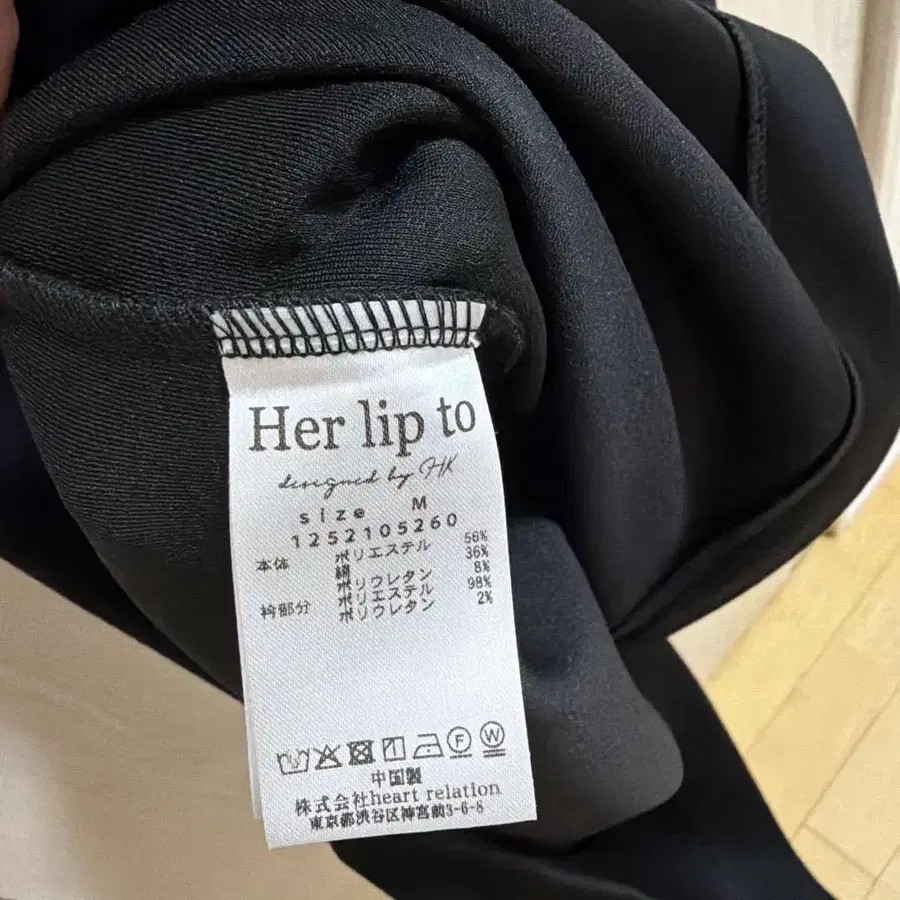 Her lip to
designed by HK
size M
1252105260
本体 ポリエステル 56%
綿 36%
ポリウレタン 8%
衿部分 ポリエステル 98%
ポリウレタン 2%
F W
中国製
株式会社heart relation
東京都渋谷区神宮前3-6-8